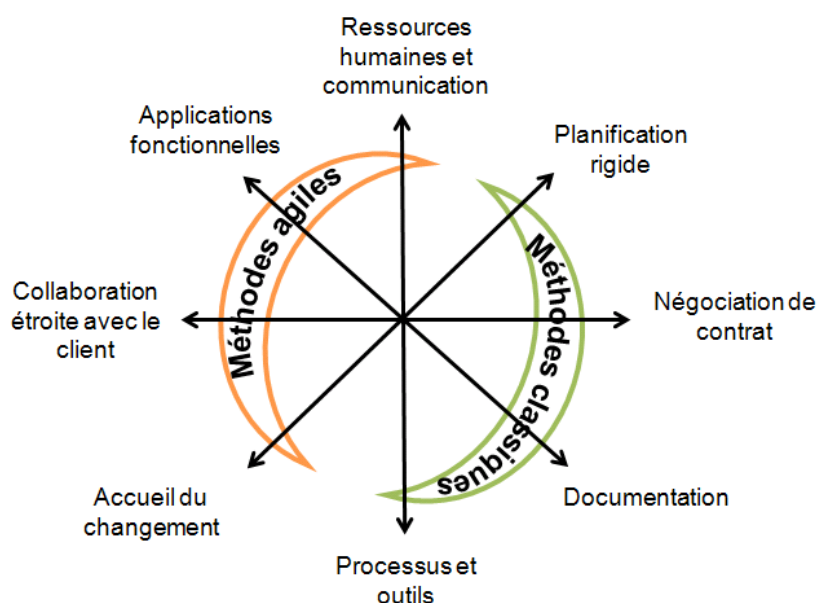 Ressources
humaines et
communication
Applications
fonctionnelles
Planification
rigide
Méthodes agiles
Méthodes classiques
Collaboration
étroite avec le
client
Négociation de
contrat
Accueil du
changement
Documentation
Processus et
outils